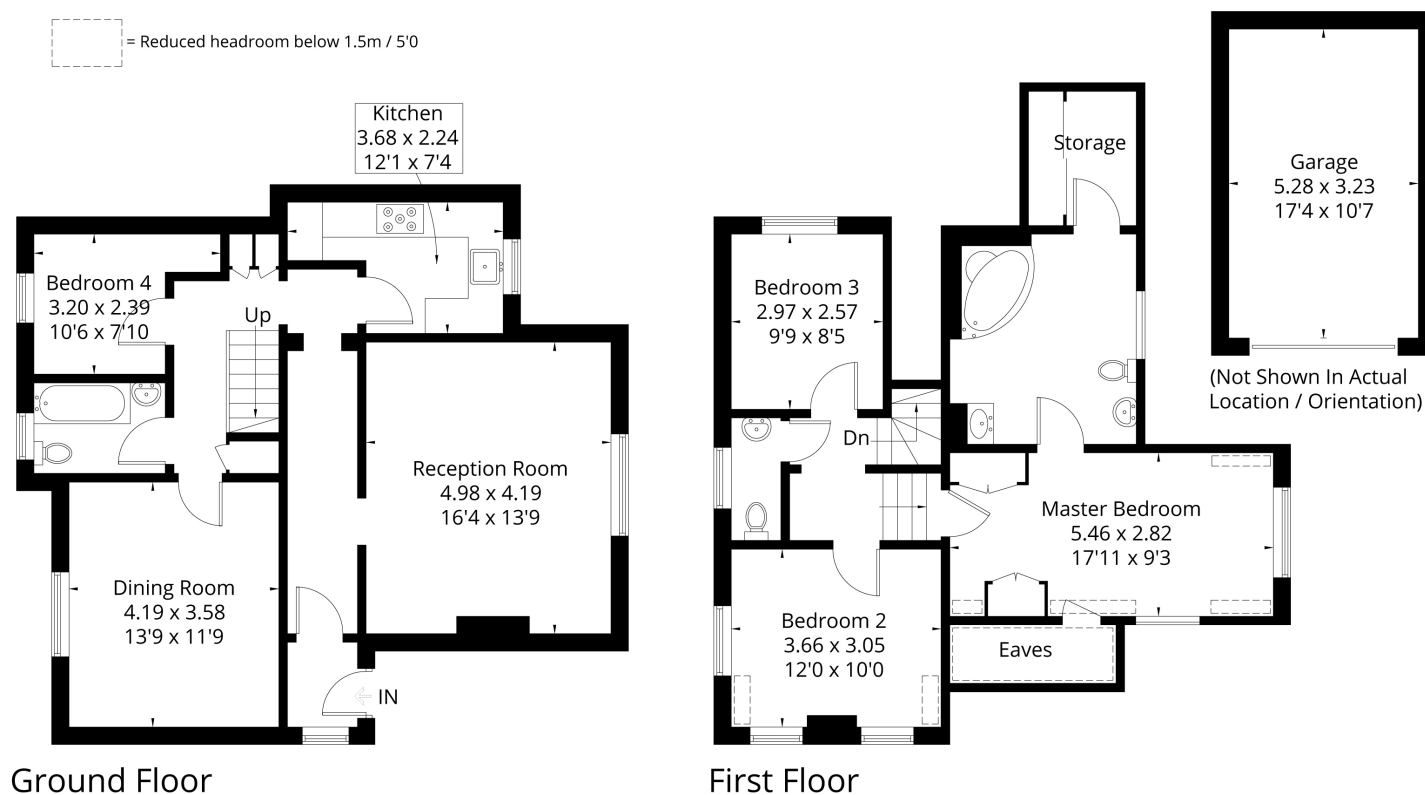 = Reduced headroom below 1.5m / 5'0
Kitchen
3.68 x 2.24
12'1 x 7'4
Bedroom 4
3.20 x 2.39
10'6 x 7'10
Up
Reception Room
4.98 x 4.19
16'4 x 13'9
Dining Room
4.19 x 3.58
13'9 x 11'9
IN
Ground Floor
Storage
Bedroom 3
2.97 x 2.57
9'9 x 8'5
Dn
Master Bedroom
5.46 x 2.82
17'11 x 9'3
Bedroom 2
3.66 x 3.05
12'0 x 10'0
Eaves
First Floor
Garage
5.28 x 3.23
17'4 x 10'7
(Not Shown In Actual
Location / Orientation)